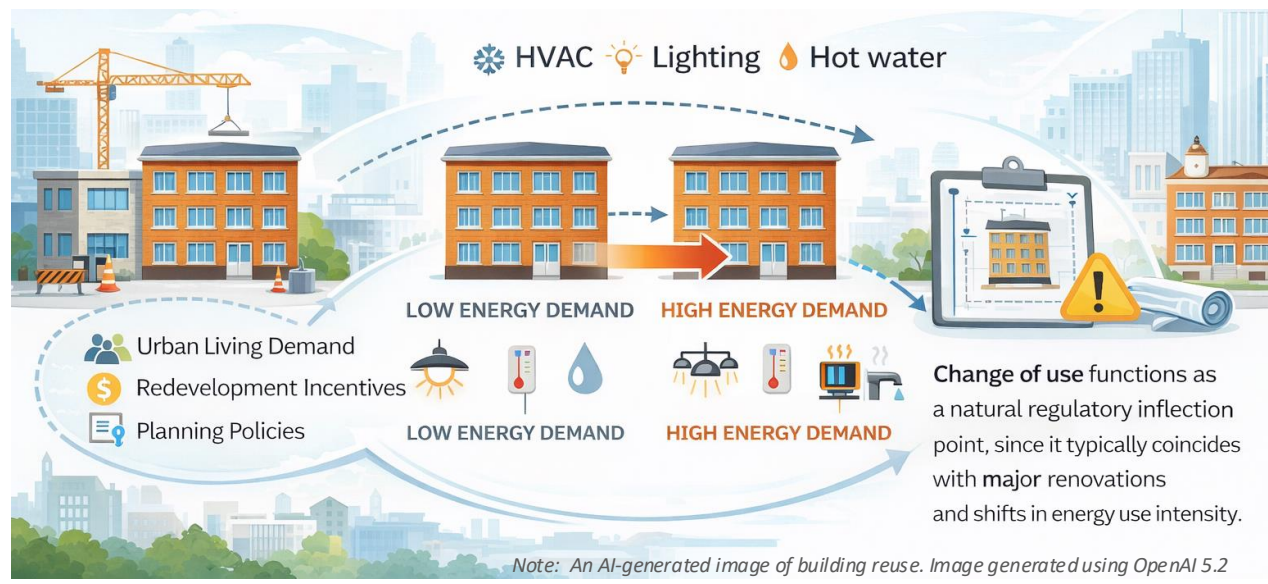 HVAC Lighting Hot water
LOW ENERGY DEMAND HIGH ENERGY DEMAND
Urban Living Demand
Redevelopment Incentives
Planning Policies
LOW ENERGY DEMAND HIGH ENERGY DEMAND
Change of use functions as
a natural regulatory inflection
point, since it typically coincides
with major renovations
and shifts in energy use intensity.
Note: An AI-generated image of building reuse. Image generated using OpenAI 5.2